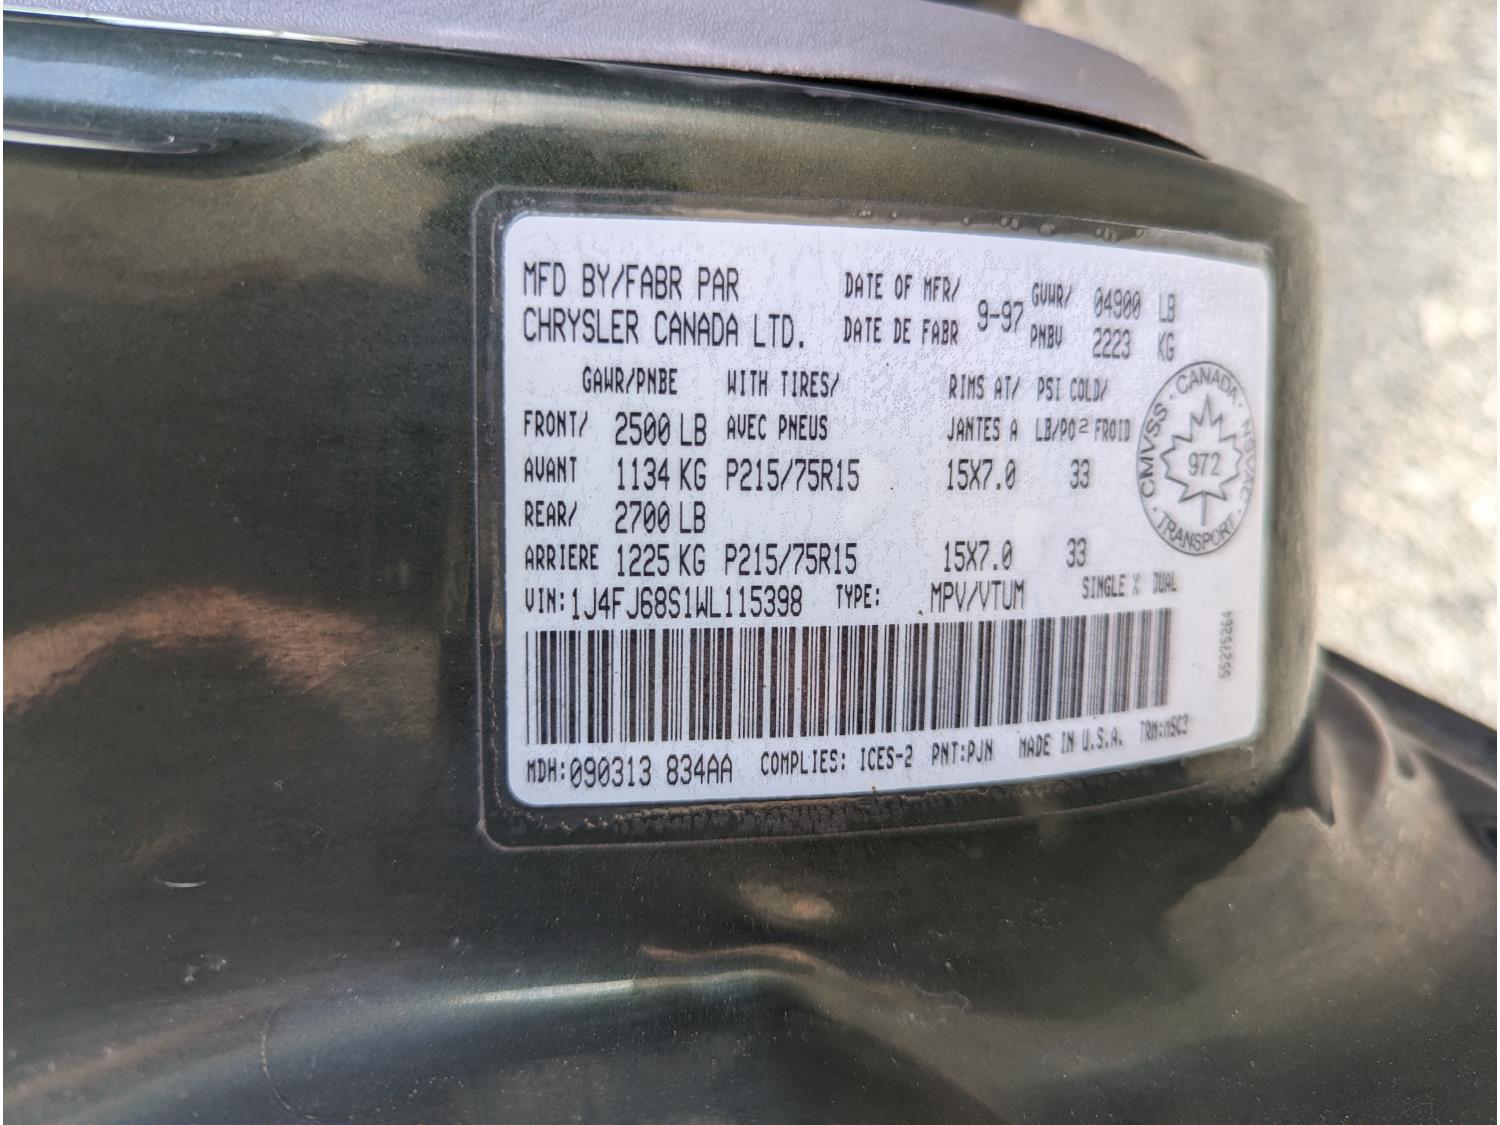 MFD BY/FABR PAR DATE OF MFR/ 9-97 GVWR/ 04900 LB
CHRYSLER CANADA LTD. DATE DE FABR PNBV 2223 KG
GAWR/PNBE WITH TIRES/ RIMS AT/ PSI COLD/
FRONT/ 2500 LB AVEC PNEUS JANTES A LB/PO² FROID
AVANT 1134 KG P215/75R15 15X7.0 33
REAR/ 2700 LB
ARRIERE 1225 KG P215/75R15 15X7.0 33
CANADA · NSVAC · TRANSPORT · CMVSS ·
972
VIN: 1J4FJ68S1WL115398 TYPE: MPV/VTUM SINGLE X DUAL
55275264
MDH: 090313 834AA COMPLIES: ICES-2 PNT:PJN MADE IN U.S.A. TRM:M5C3